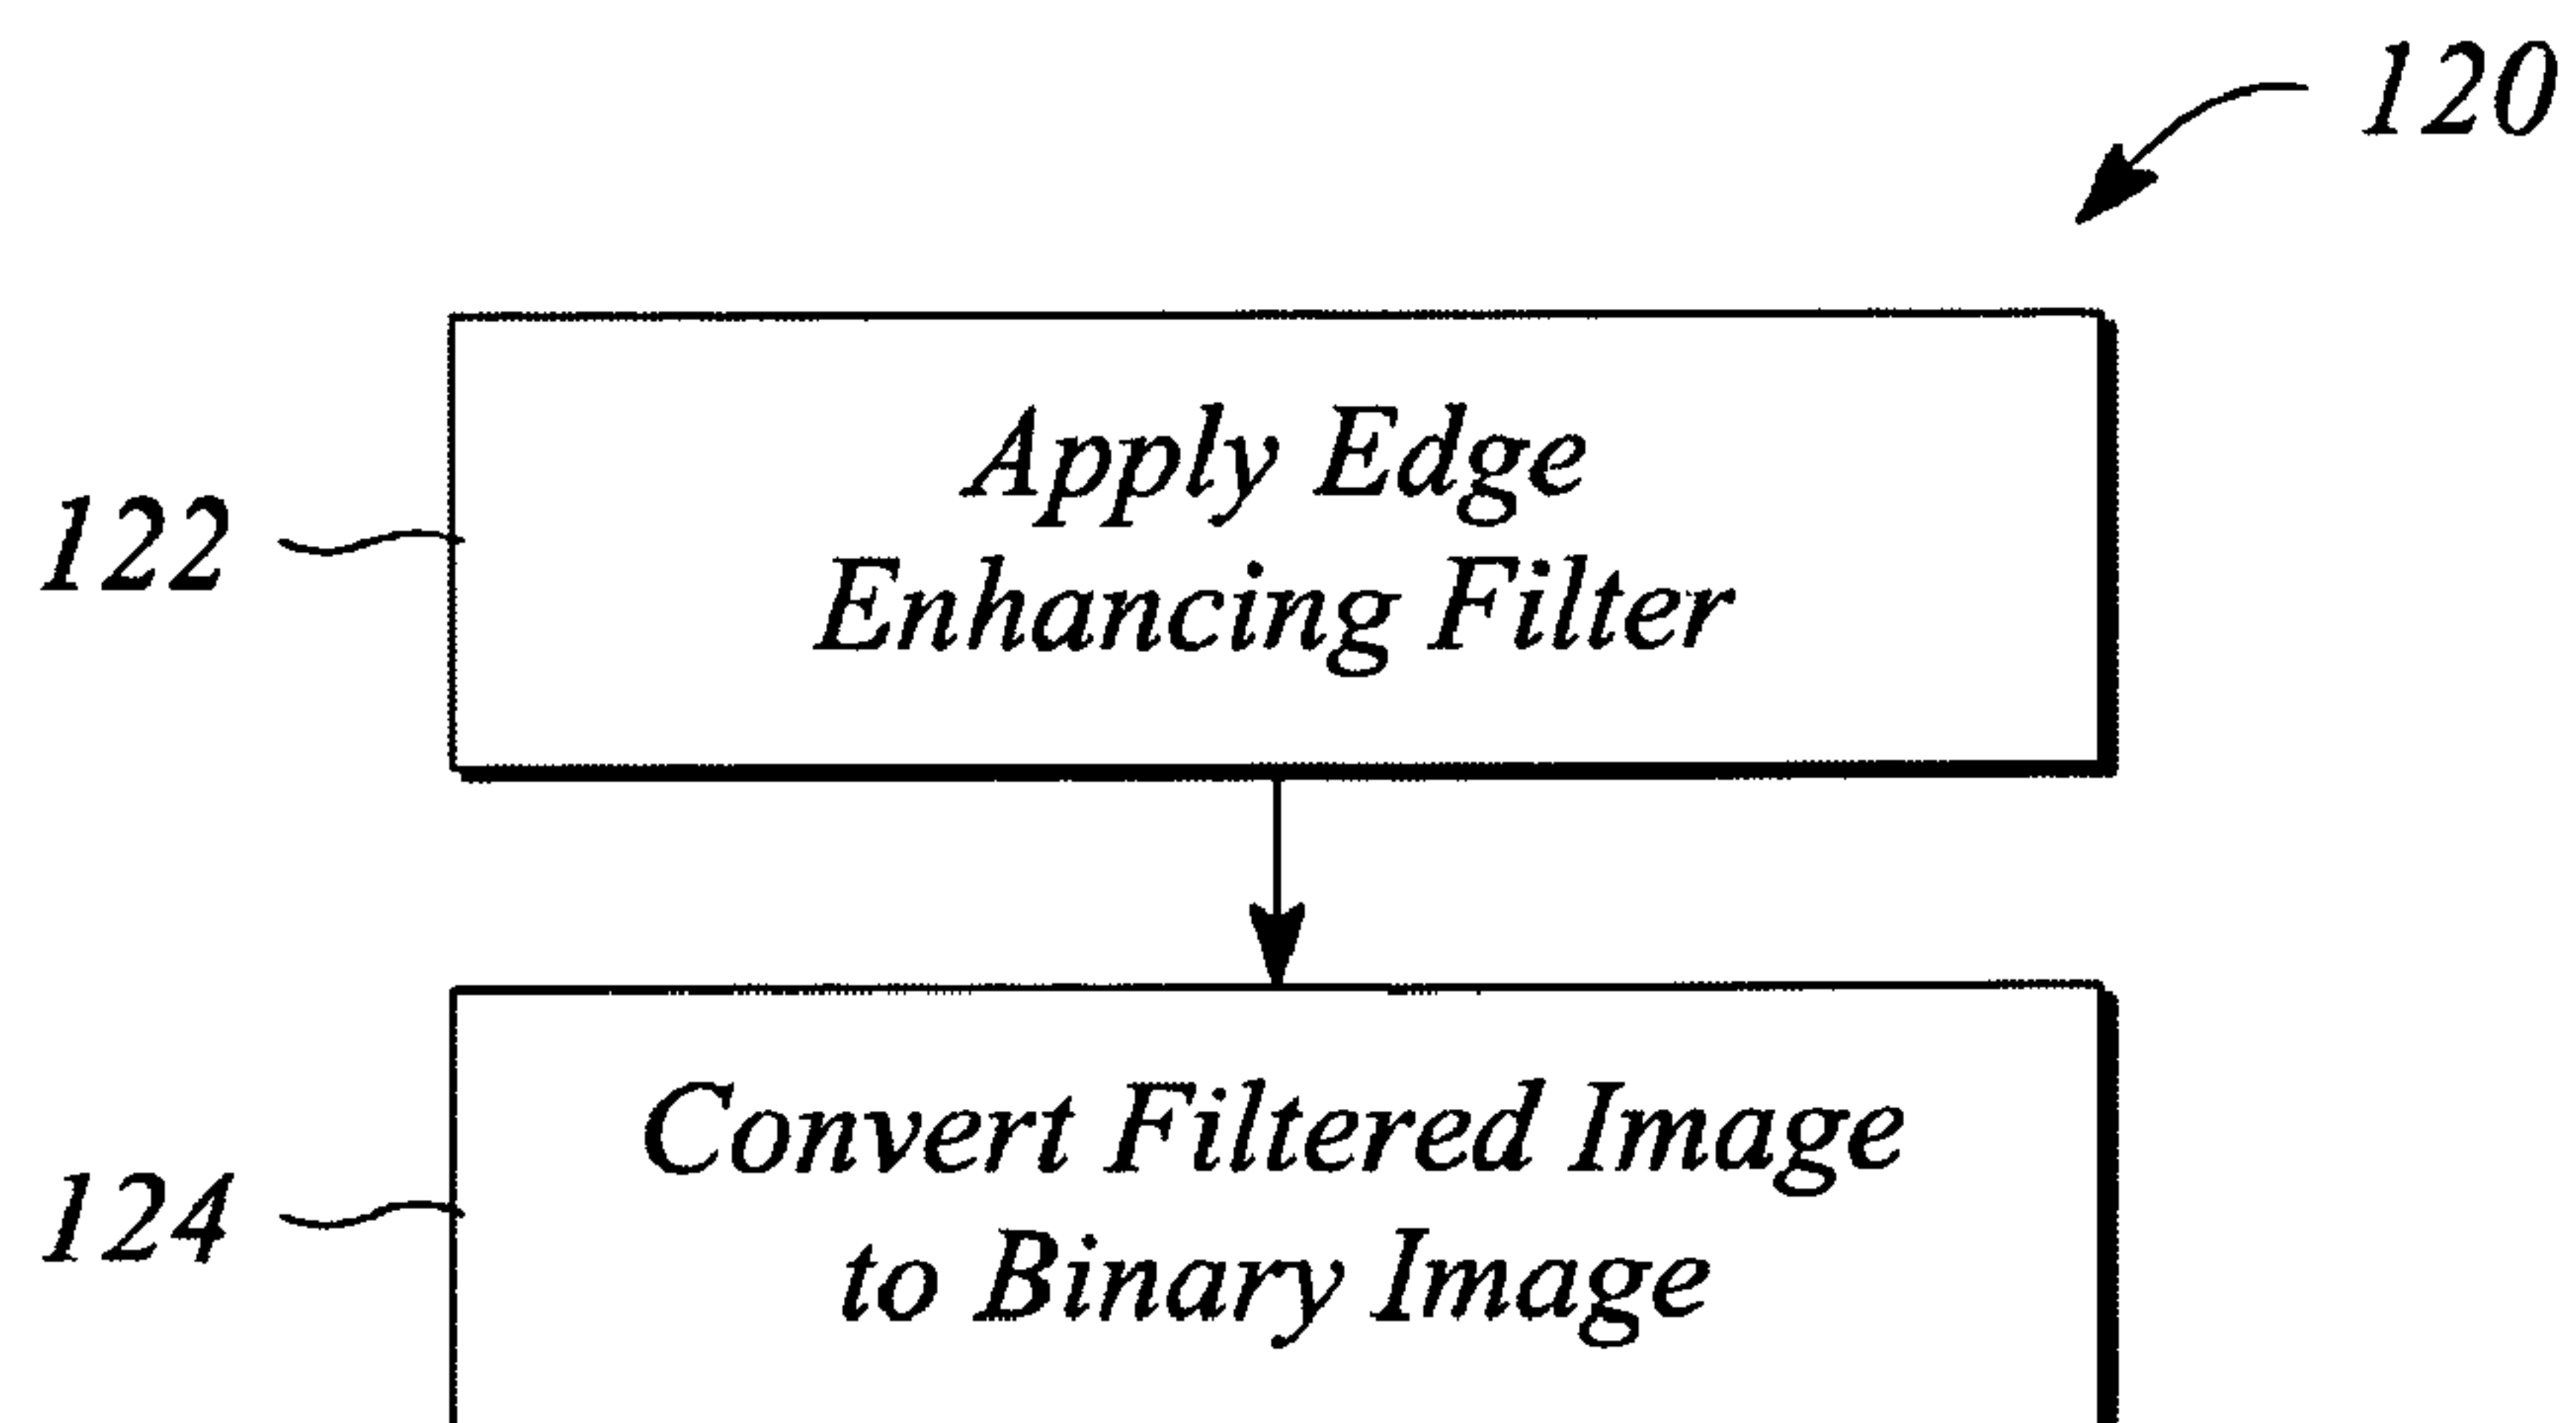 120
122
Apply Edge
Enhancing Filter
124
Convert Filtered Image
to Binary Image